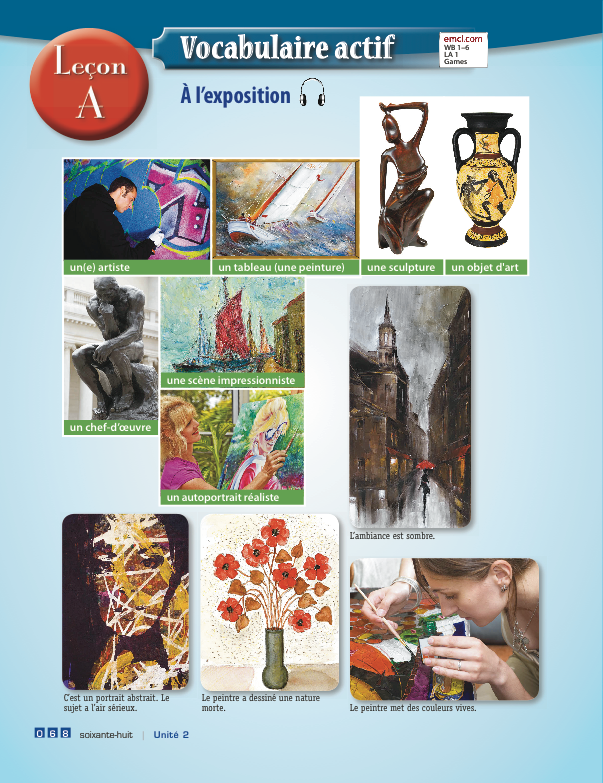 Leçon
A
Vocabulaire actif
emcl.com
WB 1–6
LA 1
Games
À l'exposition
un(e) artiste
un tableau (une peinture)
une sculpture
un objet d'art
un chef-d'œuvre
une scène impressionniste
un autoportrait réaliste
L'ambiance est sombre.
C'est un portrait abstrait. Le
sujet a l'air sérieux.
Le peintre a dessiné une nature
morte.
Le peintre met des couleurs vives.
068 soixante-huit | Unité 2